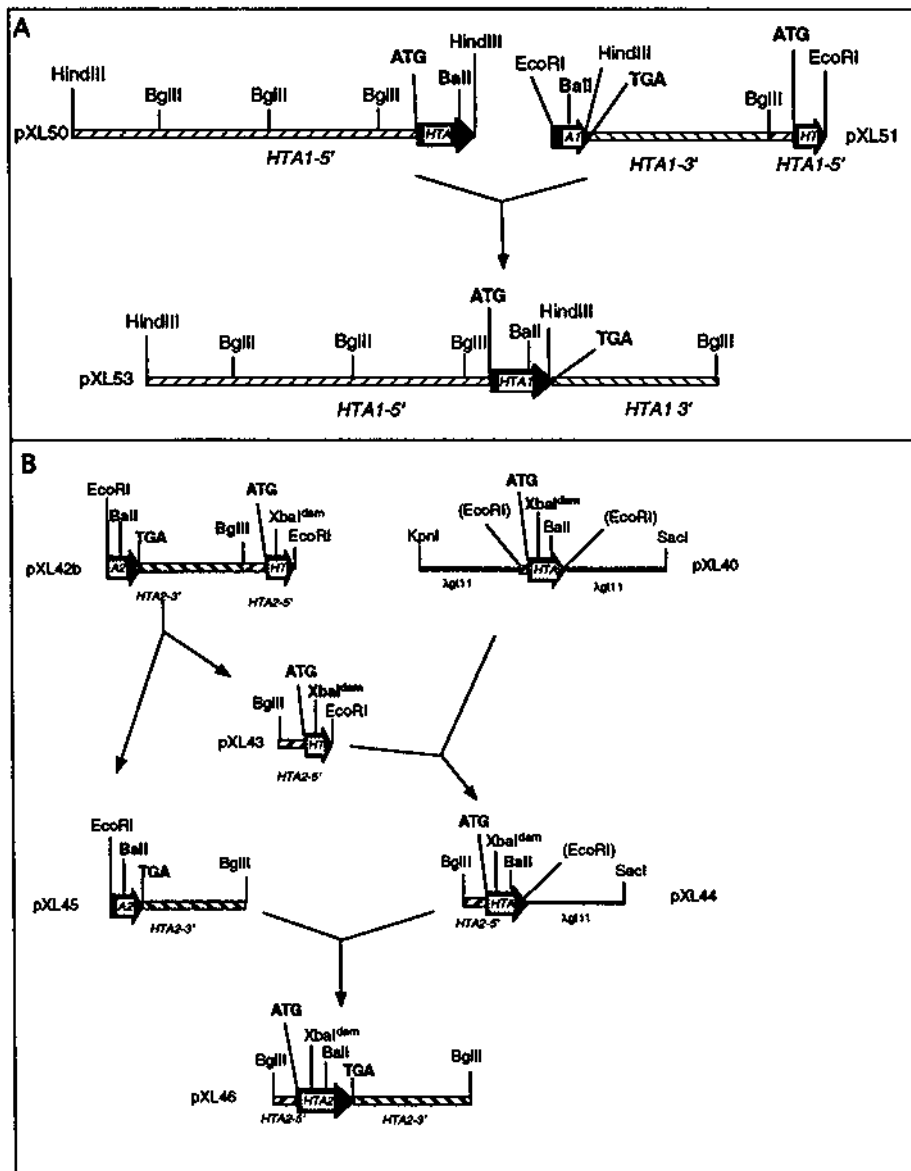 A
HindIII BglII BglII BglII ATG BalI HindIII EcoRI BalI HindIII TGA BglII ATG EcoRI
pXL50 HTA A1 HT pXL51
HTA1-5' HTA1-3' HTA1-5'
HindIII BglII BglII BglII ATG BalI HindIII TGA BglII
pXL53 HTA1
HTA1-5' HTA1 3'
B
EcoRI BalI TGA BglII ATG XbaIdam EcoRI
pXL42b A2 HT
HTA2-3' HTA2-5'
KpnI (EcoRI) ATG XbaIdam BalI (EcoRI) SacI
HTA pXL40
λgt11 λgt11
BglII ATG XbaIdam EcoRI
pXL43 HT
HTA2-5'
EcoRI BalI TGA BglII
pXL45 A2
HTA2-3'
BglII ATG XbaIdam BalI (EcoRI) SacI
HTA pXL44
HTA2-5' λgt11
BglII ATG XbaIdam BalI TGA BglII
pXL46 HTA2
HTA2-5' HTA2-3'